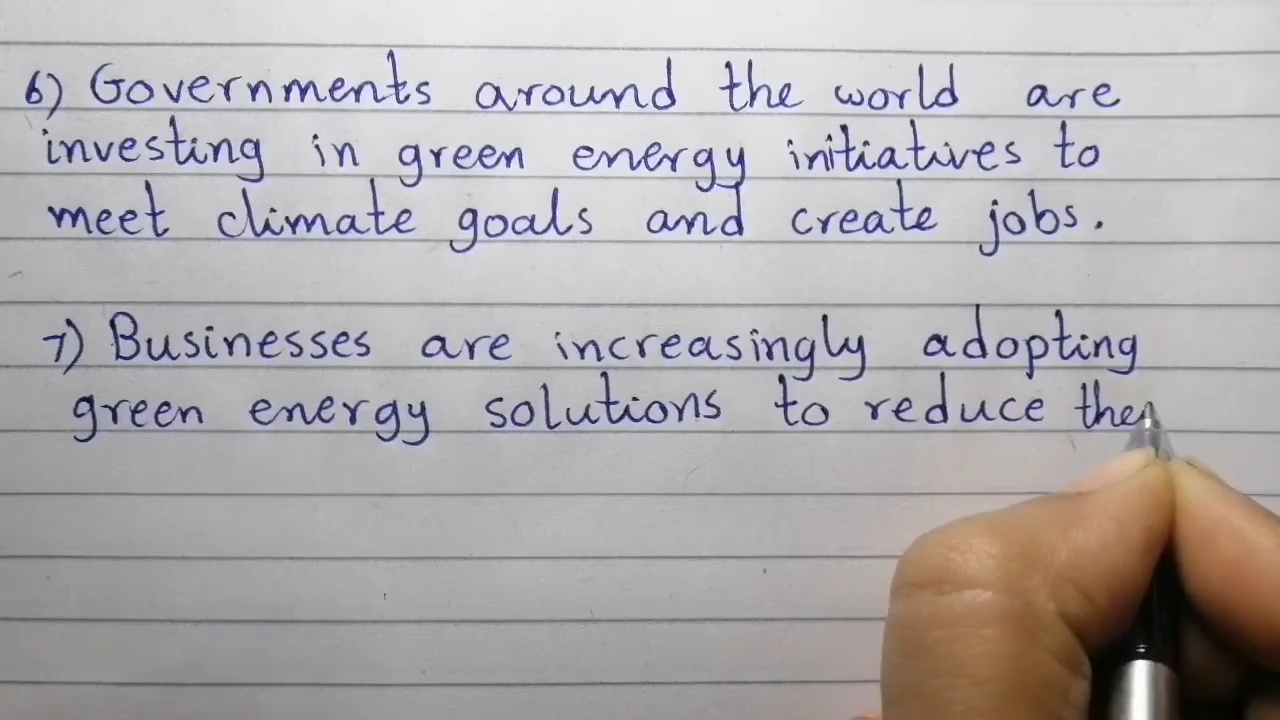 6) Governments around the world are
investing in green energy initiatives to
meet climate goals and create jobs.
7) Businesses are increasingly adopting
green energy solutions to reduce the